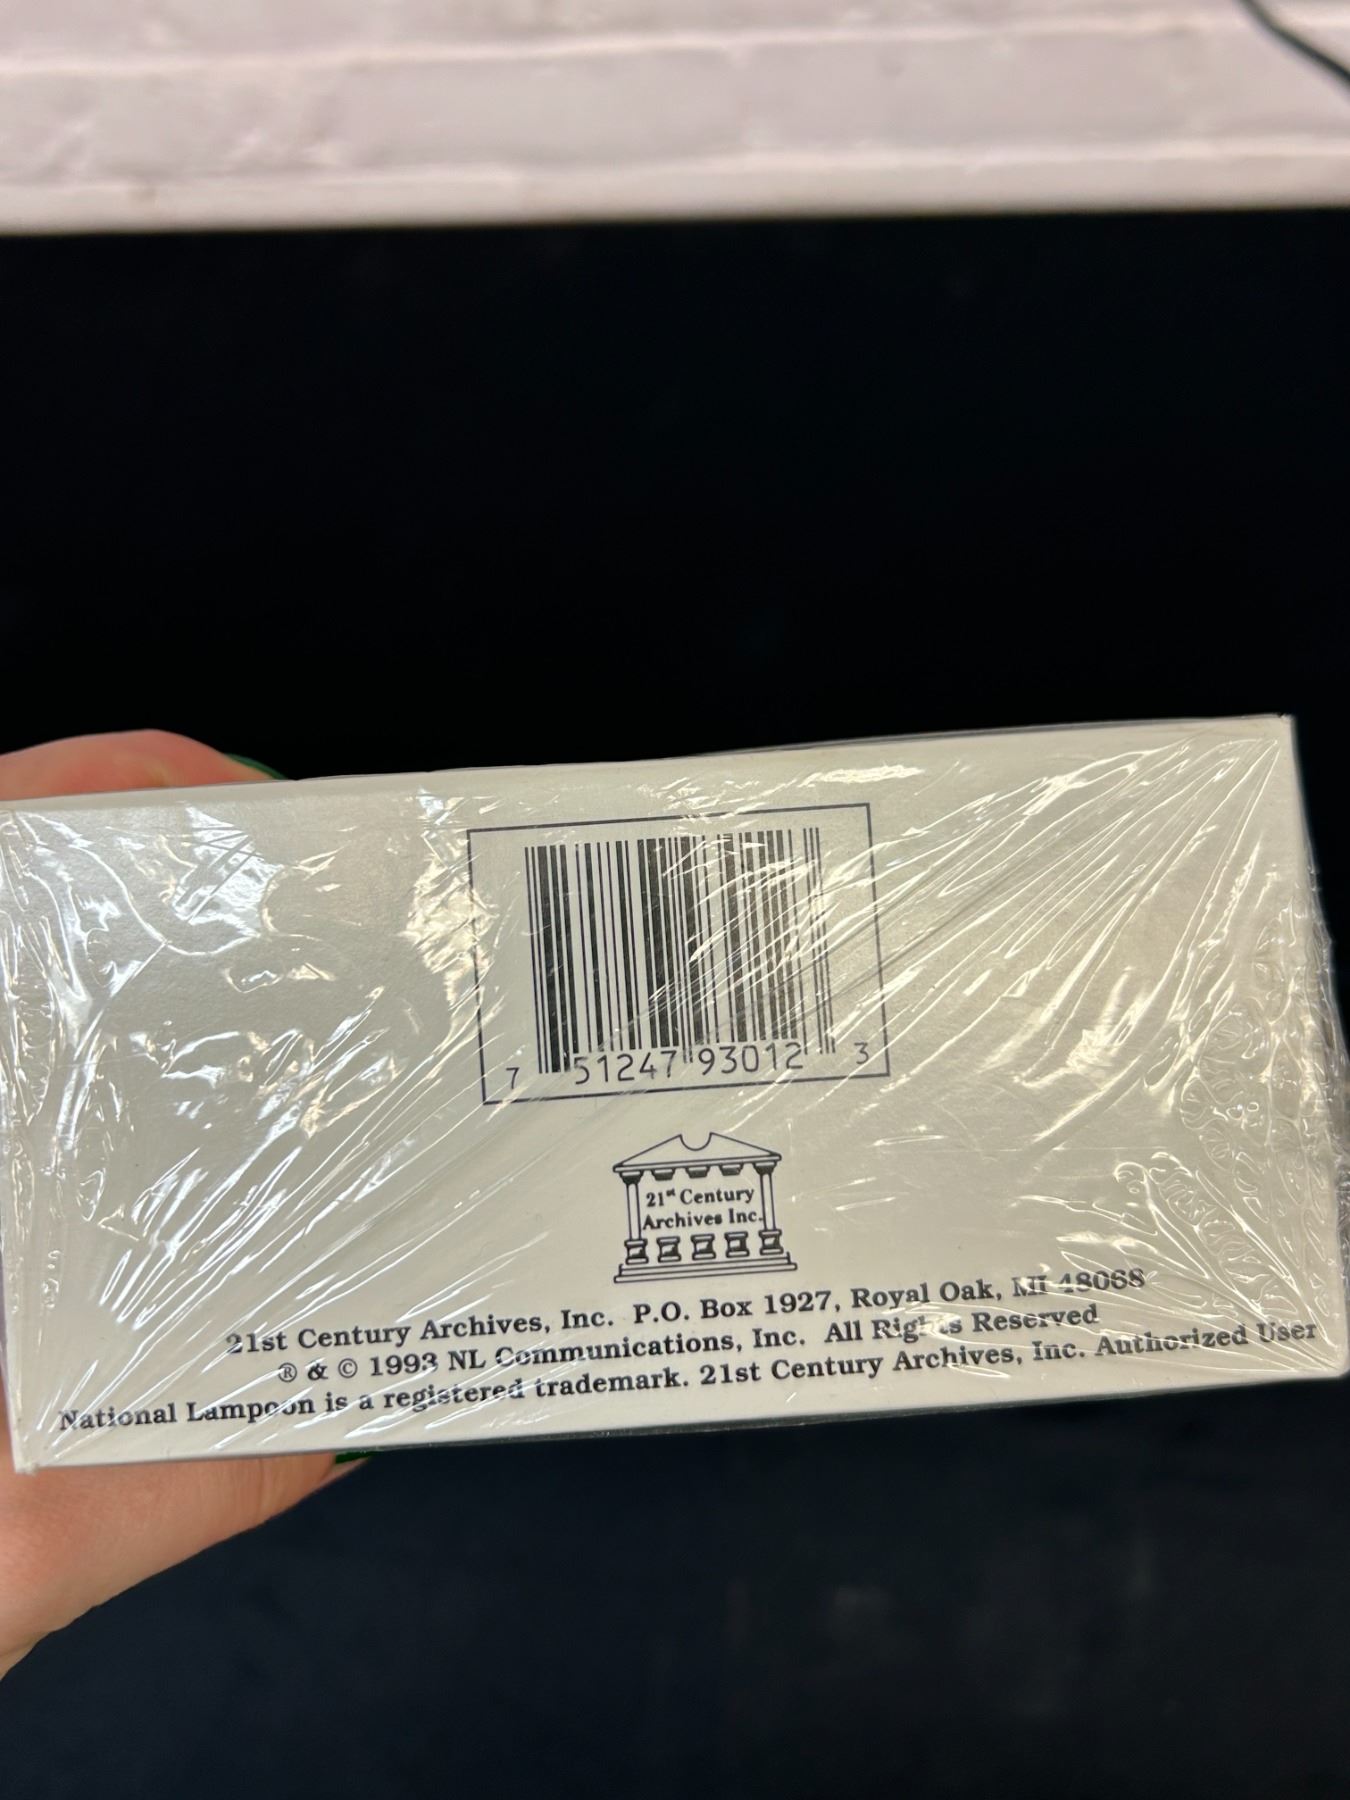 7 51247 93012 3
21st Century
Archives Inc.
21st Century Archives, Inc. P.O. Box 1927, Royal Oak, MI 48068
® & © 1993 NL Communications, Inc. All Rights Reserved
National Lampoon is a registered trademark. 21st Century Archives, Inc. Authorized User